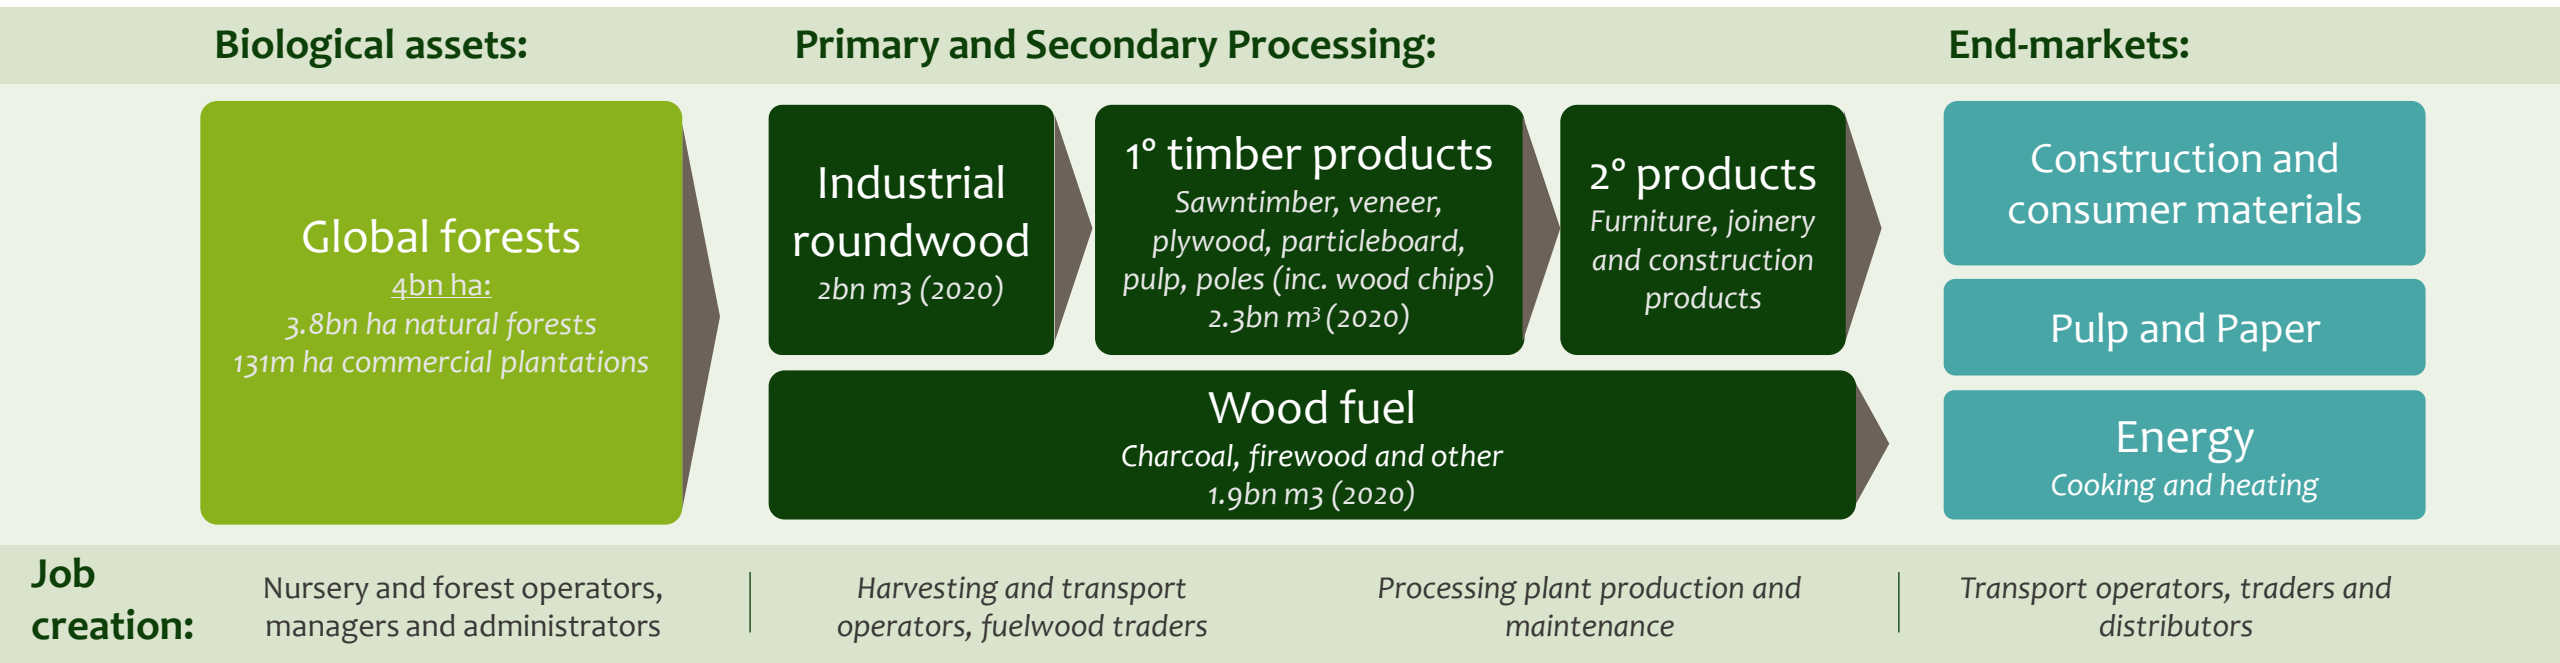 Biological assets:
Primary and Secondary Processing:
End-markets:
Global forests
4bn ha:
3.8bn ha natural forests
131m ha commercial plantations
Industrial
roundwood
2bn m3 (2020)
1° timber products
Sawntimber, veneer,
plywood, particleboard,
pulp, poles (inc. wood chips)
2.3bn m³ (2020)
2° products
Furniture, joinery
and construction
products
Wood fuel
Charcoal, firewood and other
1.9bn m3 (2020)
Construction and
consumer materials
Pulp and Paper
Energy
Cooking and heating
Job
creation:
Nursery and forest operators,
managers and administrators
Harvesting and transport
operators, fuelwood traders
Processing plant production and
maintenance
Transport operators, traders and
distributors